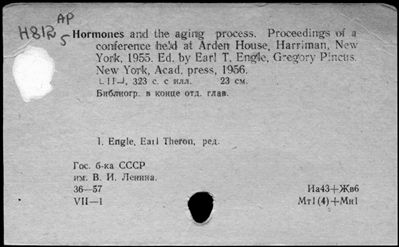 АР
H812
5
Hormones and the aging process. Proceedings of a
conference held at Arden House, Harriman, New
York, 1955. Ed. by Earl T. Engle, Gregory Pincus.
New York, Acad. press, 1956.
[II], 323 с. с илл. 23 см.
Библиогр. в конце отд. глав.
1. Engle, Earl Theron, ред.
Гос. б-ка СССР
им. В. И. Ленина.
36—57
VII—1
Иа43+Жв6
Мт1(4)+Мн1